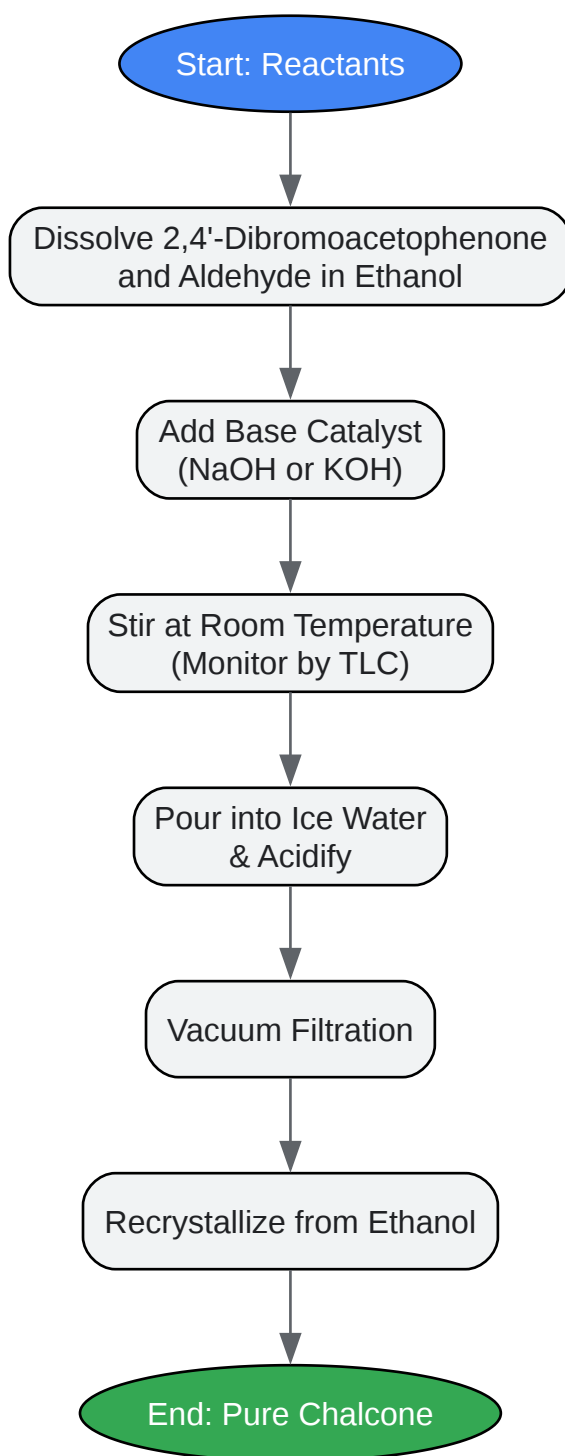 Start: Reactants
Dissolve 2,4'-Dibromoacetophenone
and Aldehyde in Ethanol
Add Base Catalyst
(NaOH or KOH)
Stir at Room Temperature
(Monitor by TLC)
Pour into Ice Water
& Acidify
Vacuum Filtration
Recrystallize from Ethanol
End: Pure Chalcone